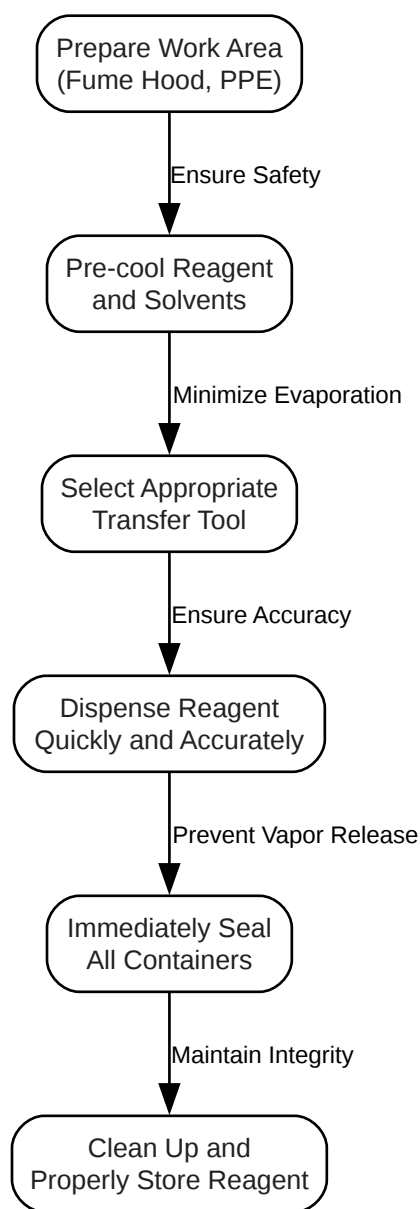 Prepare Work Area
(Fume Hood, PPE)
Ensure Safety
Pre-cool Reagent
and Solvents
Minimize Evaporation
Select Appropriate
Transfer Tool
Ensure Accuracy
Dispense Reagent
Quickly and Accurately
Prevent Vapor Release
Immediately Seal
All Containers
Maintain Integrity
Clean Up and
Properly Store Reagent